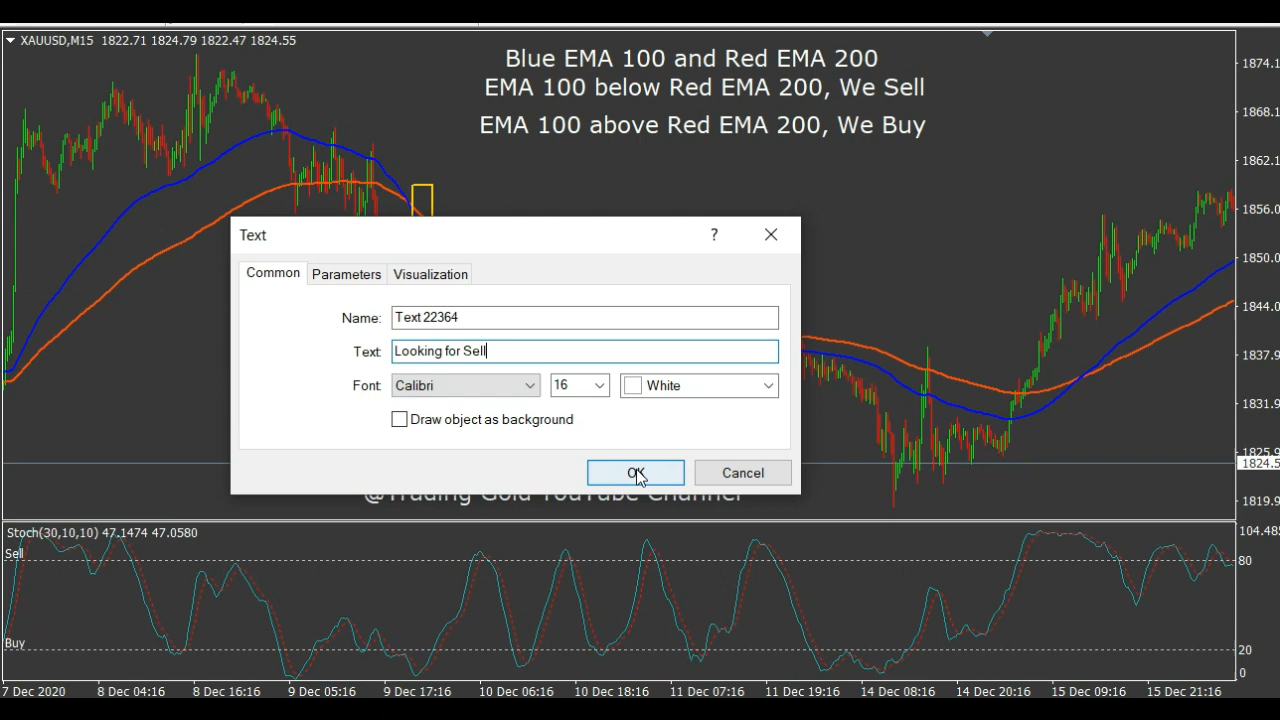 XAUUSD,M15 1822.71 1824.79 1822.47 1824.55
Blue EMA 100 and Red EMA 200
EMA 100 below Red EMA 200, We Sell
EMA 100 above Red EMA 200, We Buy
1874.1
1868.1
1862.1
1856.0
1850.0
1844.0
1837.9
1831.9
1825.9
1824.5
1819.9
Text
?
Common
Parameters
Visualization
Name:
Text 22364
Text
Looking for Sell
Font:
Calibri
16
White
Draw object as background
OK
Cancel
@Trading Gold YouTube Channel
Stoch(30,10,10) 47.1474 47.0580
Sell
Buy
104.485
80
20
0
7 Dec 2020
8 Dec 04:16
8 Dec 16:16
9 Dec 05:16
9 Dec 17:16
10 Dec 06:16
10 Dec 18:16
11 Dec 07:16
11 Dec 19:16
14 Dec 08:16
14 Dec 20:16
15 Dec 09:16
15 Dec 21:16